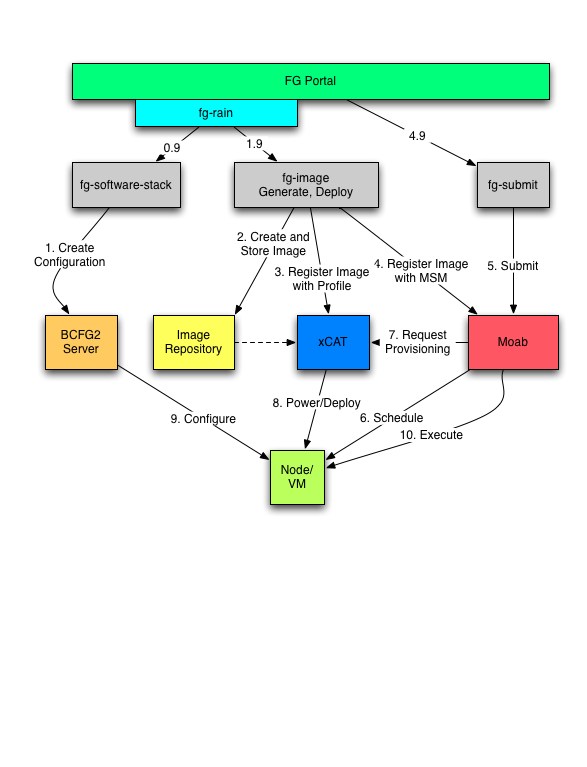 FG Portal
fg-rain
0.9
1.9
4.9
fg-software-stack
fg-image
Generate, Deploy
fg-submit
1. Create
Configuration
2. Create and
Store Image
3. Register Image
with Profile
4. Register Image
with MSM
5. Submit
BCFG2
Server
Image
Repository
xCAT
7. Request
Provisioning
Moab
8. Power/Deploy
9. Configure
6. Schedule
10. Execute
Node/
VM